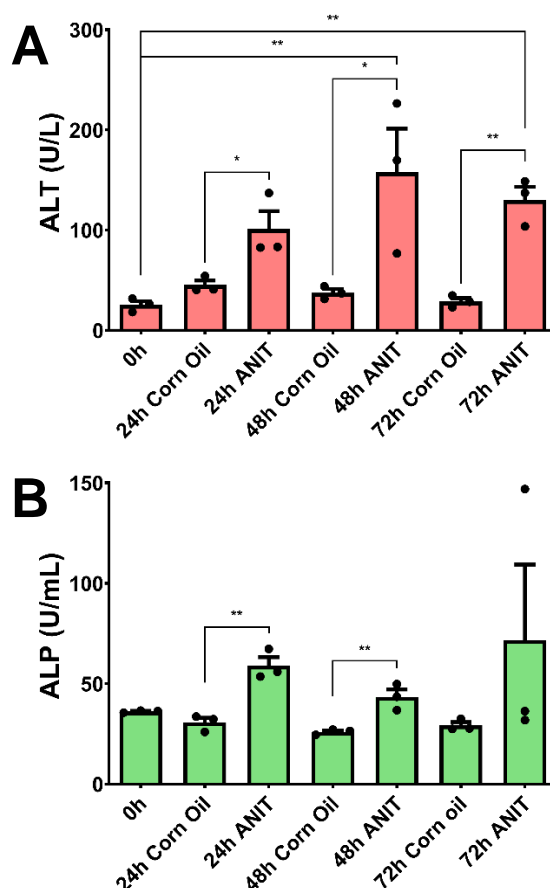 A
ALT (U/L)
300
200
100
0
**
**
*
*
**
0h
24h Corn Oil
24h ANIT
48h Corn Oil
48h ANIT
72h Corn Oil
72h ANIT
B
ALP (U/mL)
150
100
50
0
**
**
0h
24h Corn Oil
24h ANIT
48h Corn Oil
48h ANIT
72h Corn oil
72h ANIT